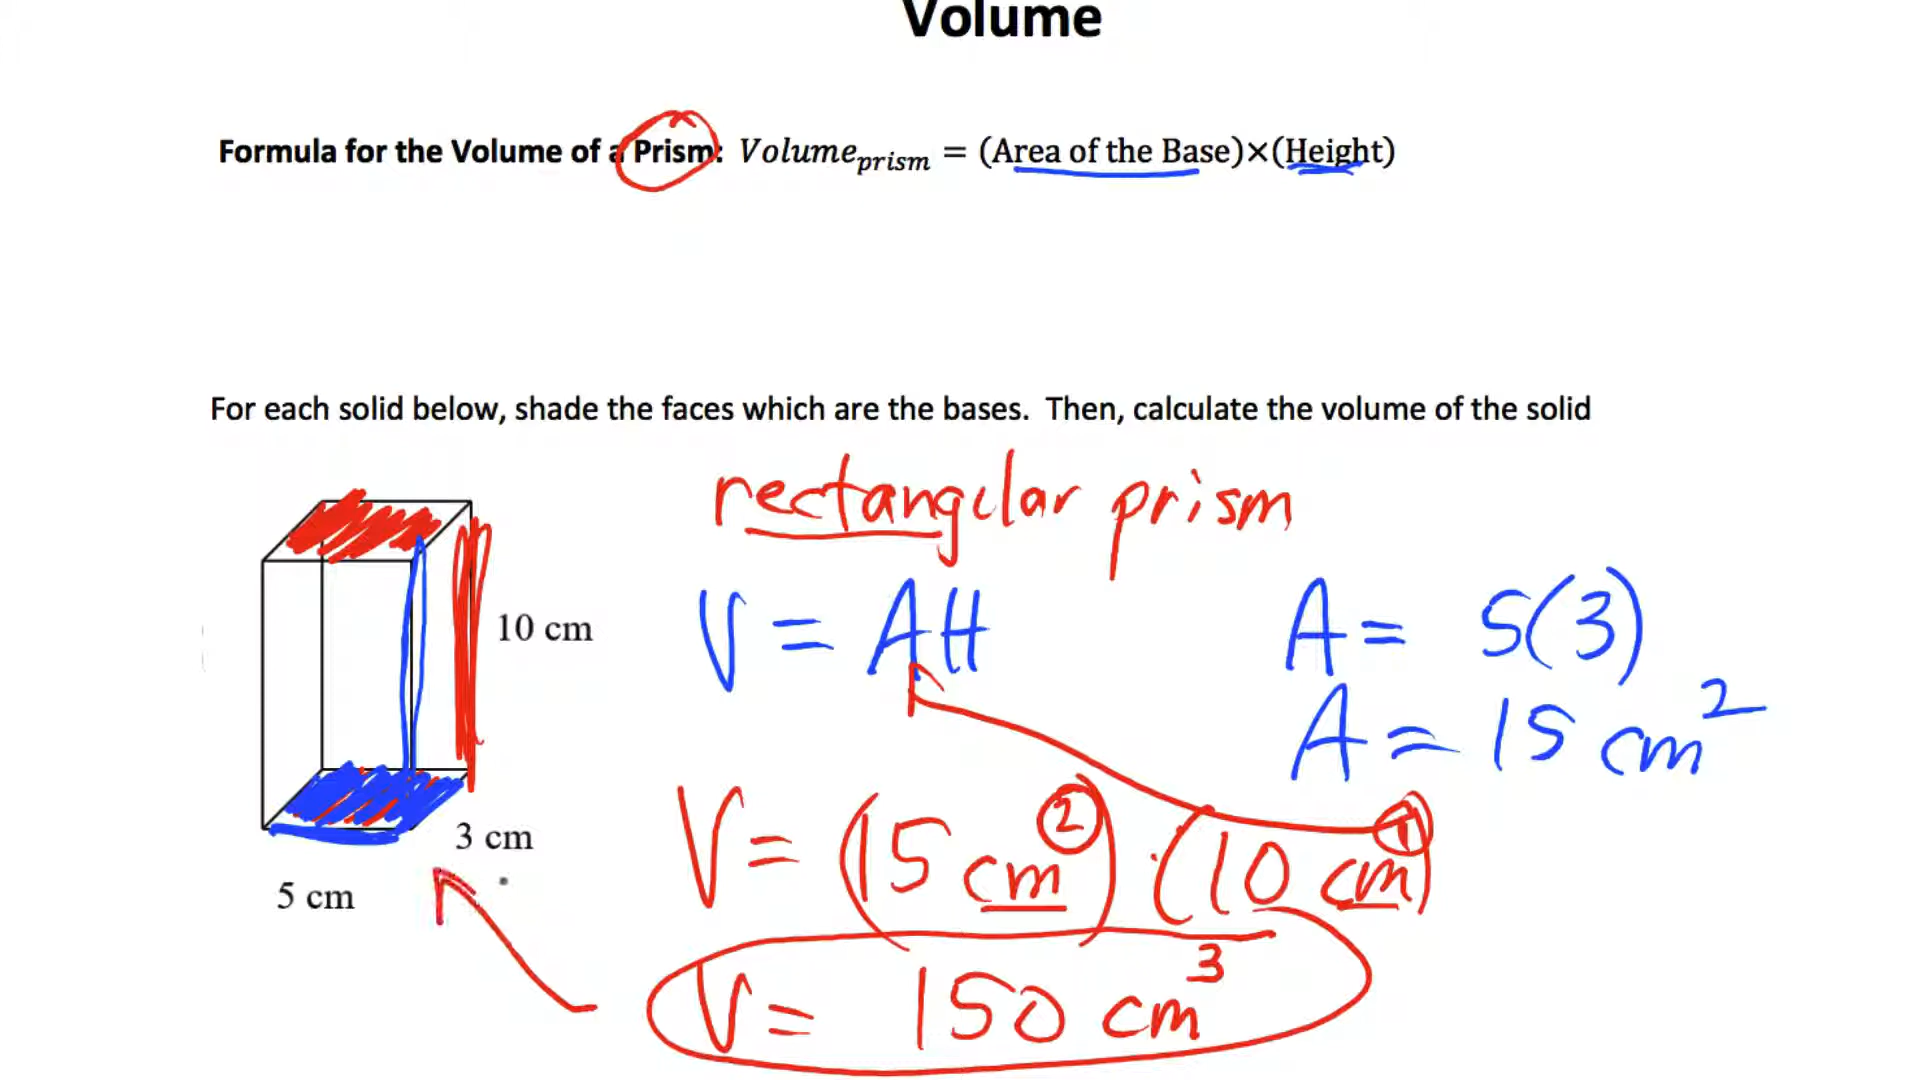 Volume
Formula for the Volume of a Prism: Volume_prism = (Area of the Base)×(Height)
For each solid below, shade the faces which are the bases. Then, calculate the volume of the solid
rectangular prism
10 cm
V = AH
A = 5(3)
A = 15 cm²
3 cm
5 cm
V = (15 cm²) · (10 cm¹)
V = 150 cm³